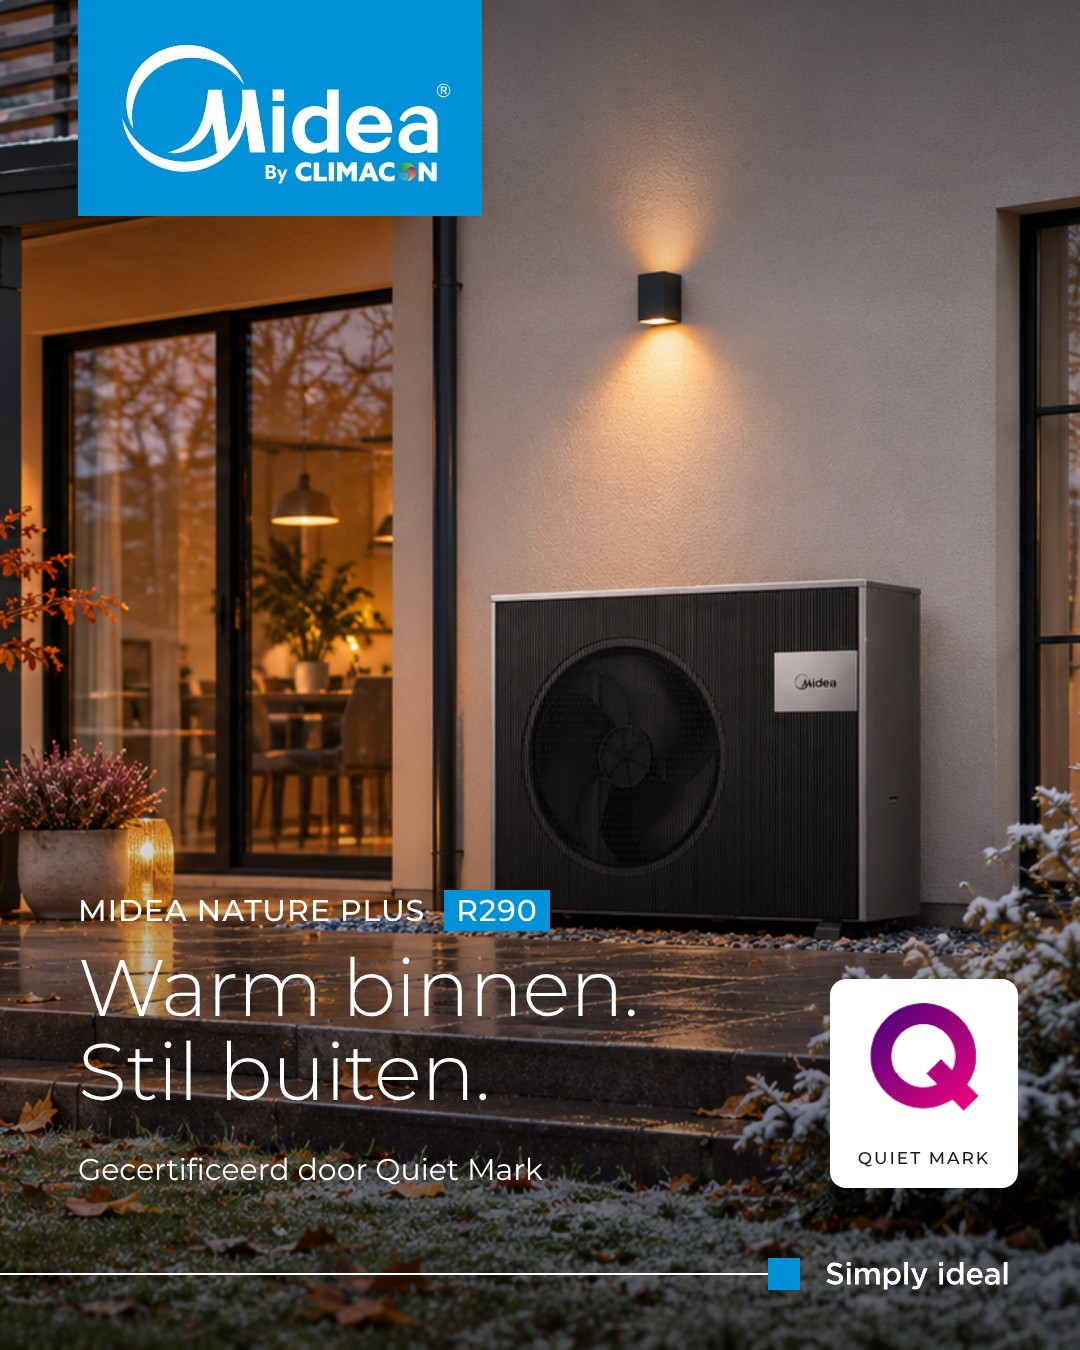 Midea®
By CLIMACON
Midea
MIDEA NATURE PLUS R290
Warm binnen.
Stil buiten.
Gecertificeerd door Quiet Mark
QUIET MARK
Simply ideal